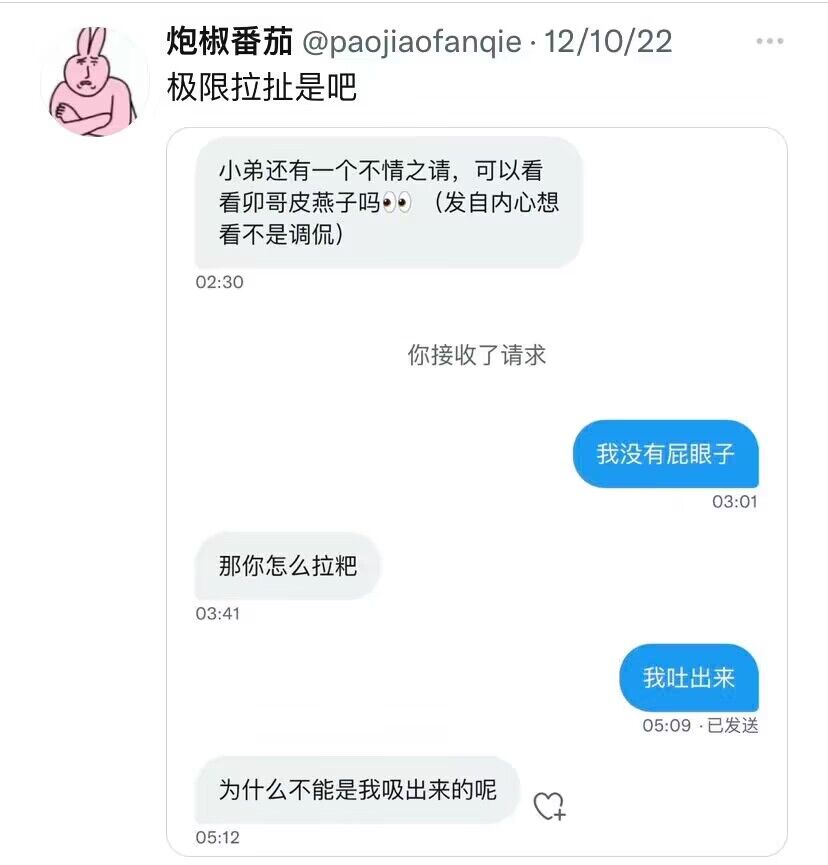 炮椒番茄 @paojiaofanqie · 12/10/22
极限拉扯是吧
小弟还有一个不情之请，可以看
看卯哥皮燕子吗👀（发自内心想
看不是调侃）
02:30
你接收了请求
我没有屁眼子
03:01
那你怎么拉粑
03:41
我吐出来
05:09 · 已发送
为什么不能是我吸出来的呢
05:12